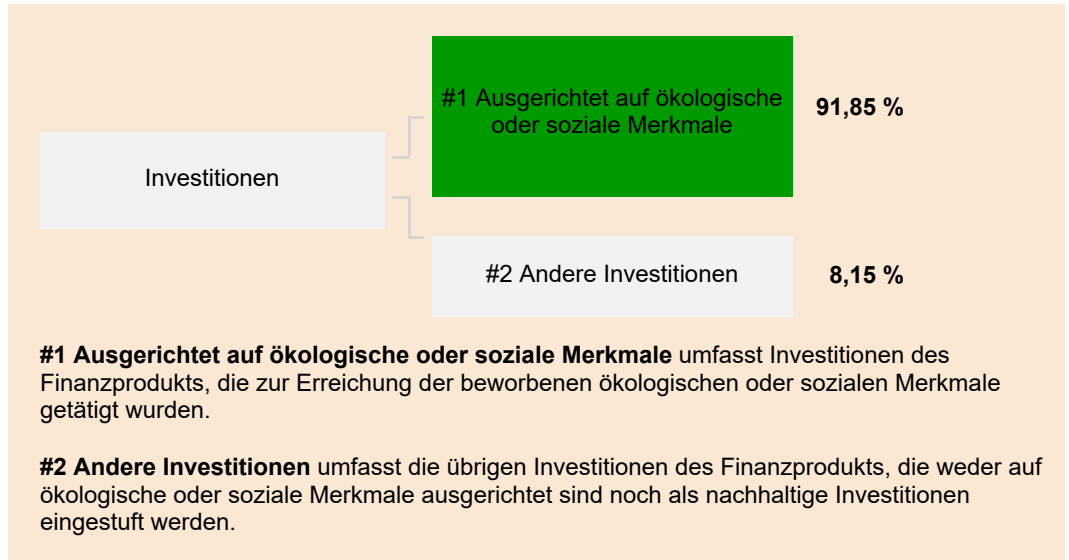 #1 Ausgerichtet auf ökologische
oder soziale Merkmale
91,85 %
Investitionen
#2 Andere Investitionen
8,15 %
#1 Ausgerichtet auf ökologische oder soziale Merkmale umfasst Investitionen des
Finanzprodukts, die zur Erreichung der beworbenen ökologischen oder sozialen Merkmale
getätigt wurden.
#2 Andere Investitionen umfasst die übrigen Investitionen des Finanzprodukts, die weder auf
ökologische oder soziale Merkmale ausgerichtet sind noch als nachhaltige Investitionen
eingestuft werden.